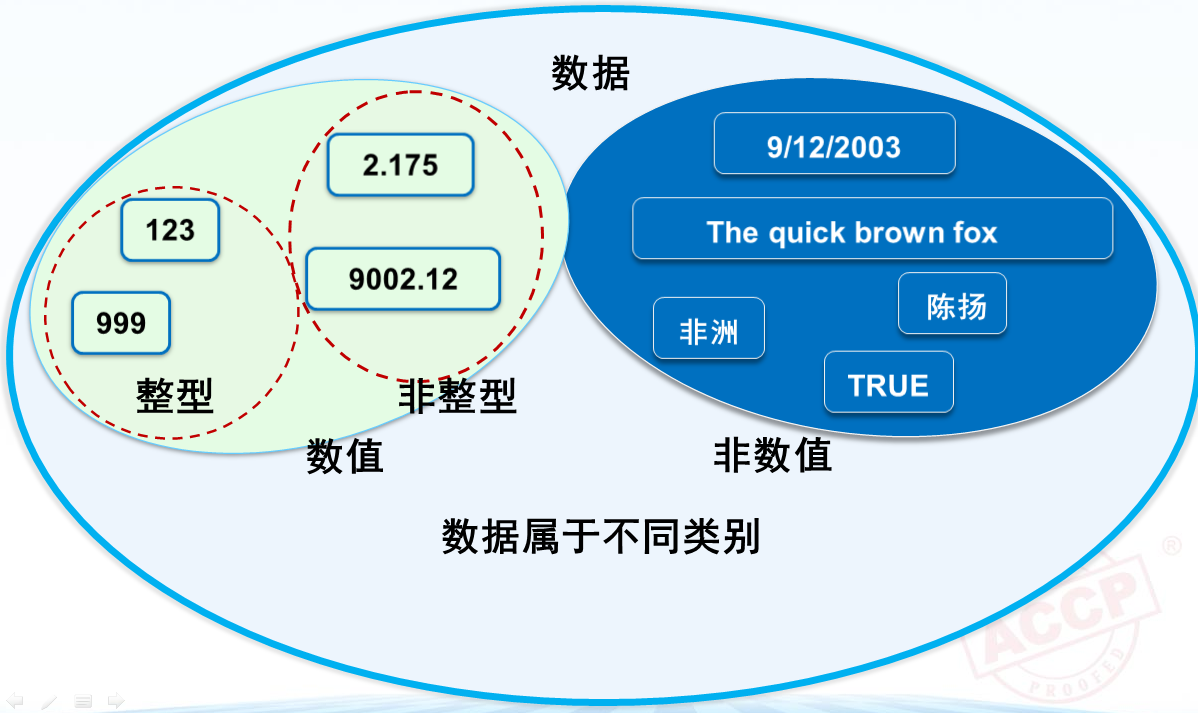 数据
2.175
9/12/2003
123
The quick brown fox
9002.12
999
陈扬
非洲
TRUE
整型
非整型
数值
非数值
数据属于不同类别
®
ACCP
PROOFED